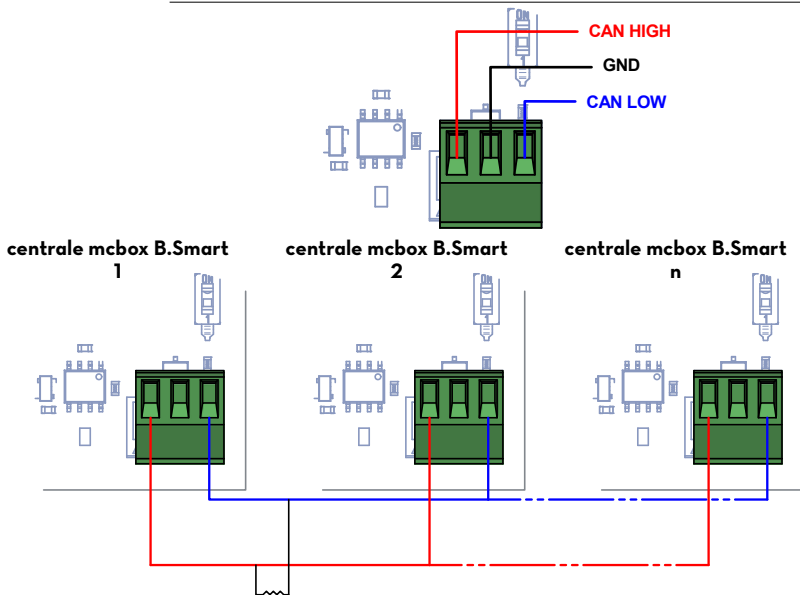 CAN HIGH
GND
CAN LOW
centrale mcbox B.Smart
1
centrale mcbox B.Smart
2
centrale mcbox B.Smart
n